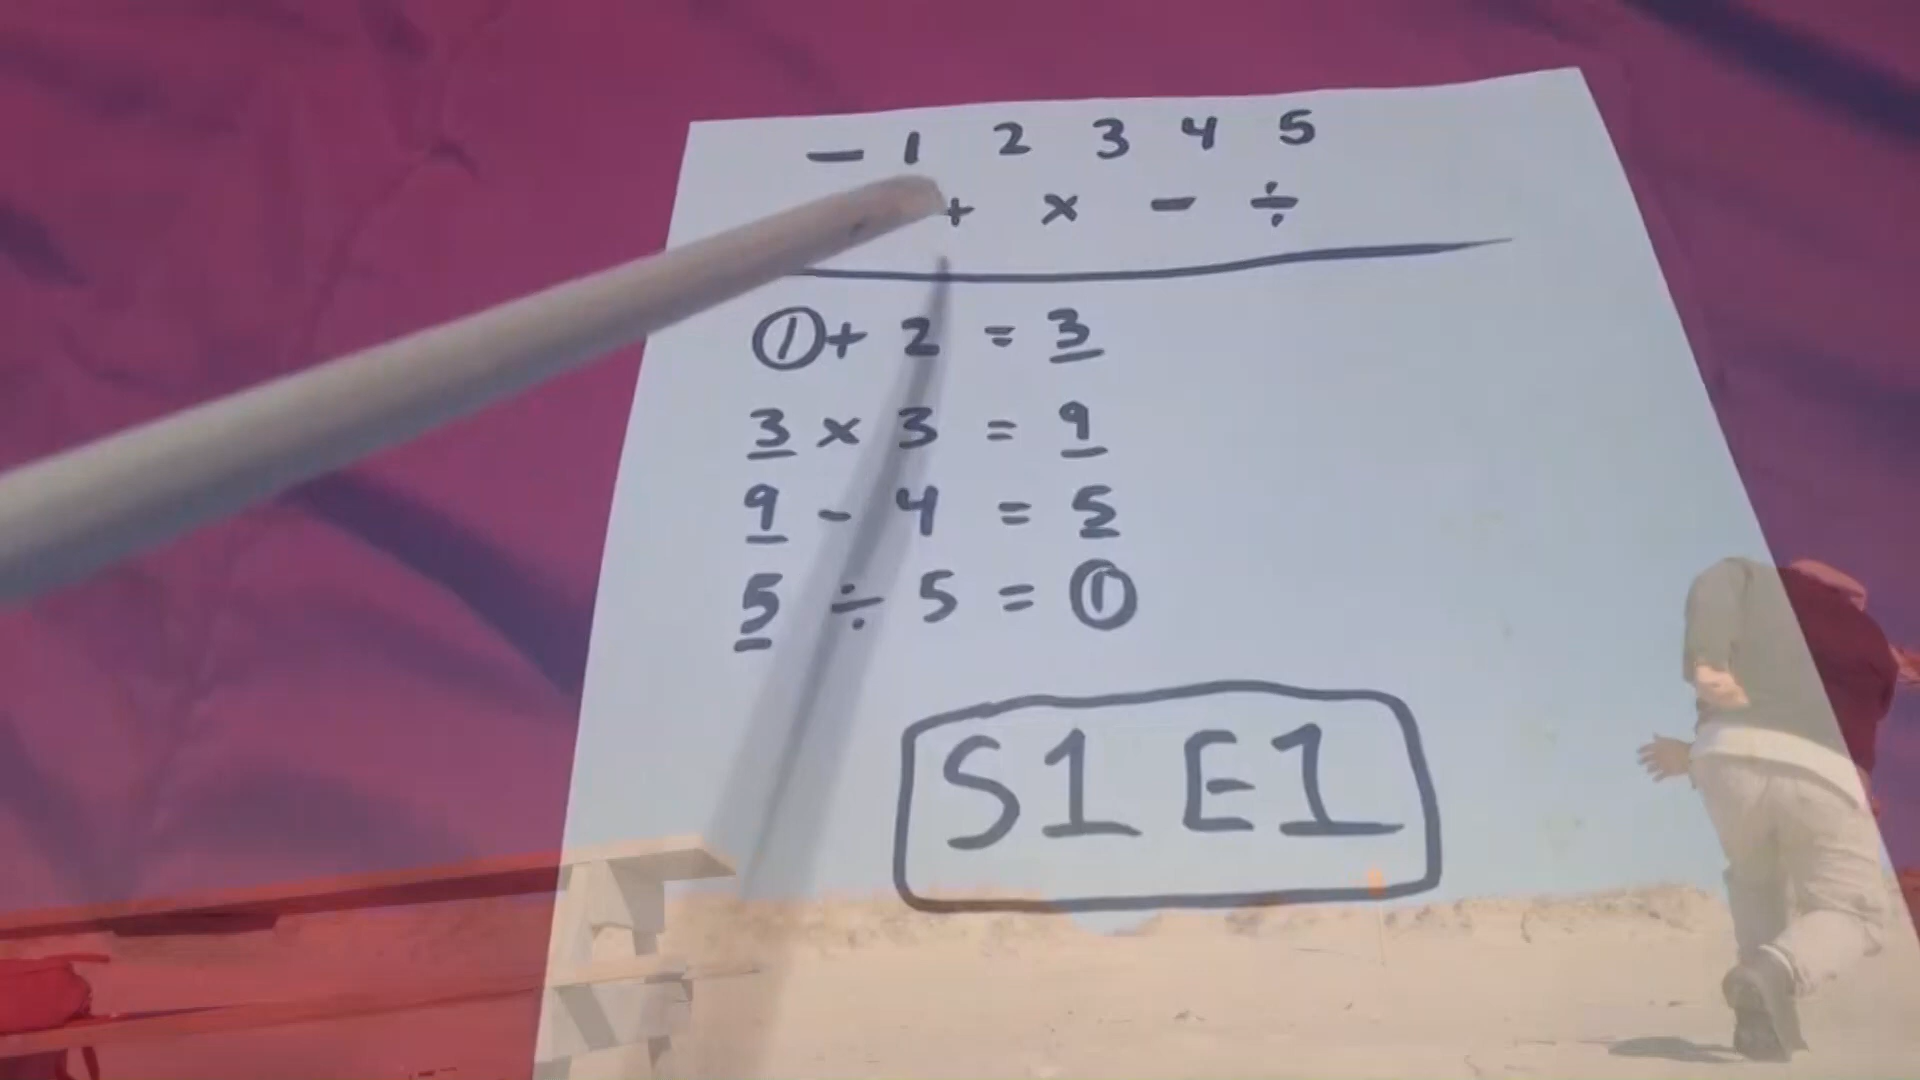 – 1 2 3 4 5
+ × - ÷
1 + 2 = 3
3 × 3 = 9
9 - 4 = 5
5 ÷ 5 = 1
S1 E1